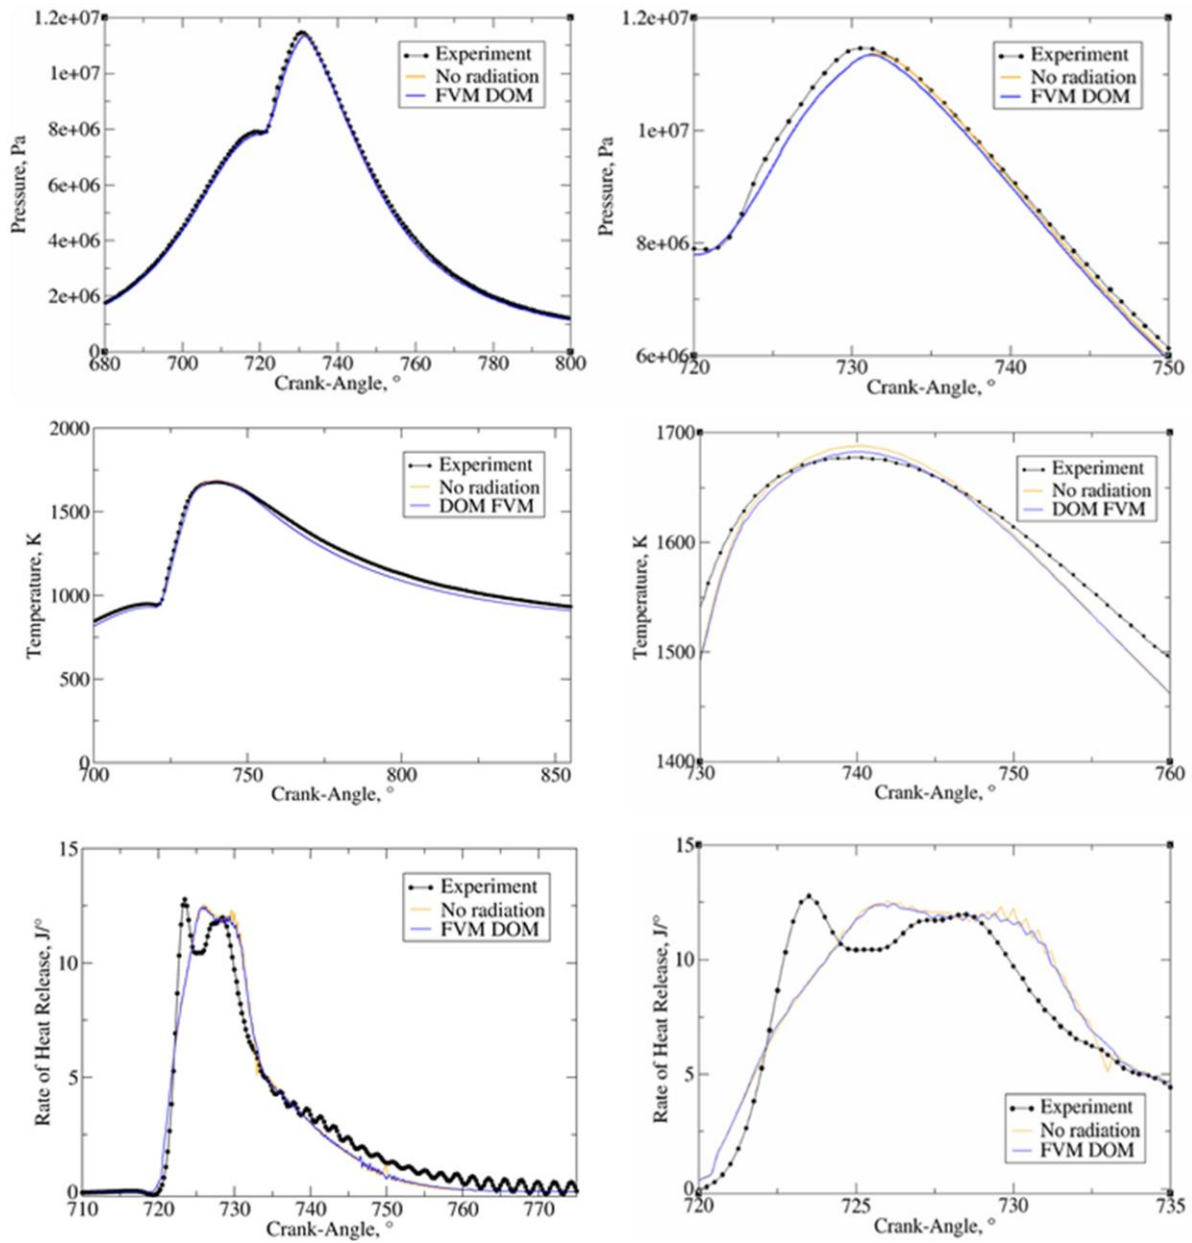 1.2e+07
1e+07
8e+06
6e+06
4e+06
2e+06
0
Pressure, Pa
680 700 720 740 760 780 800
Crank-Angle, °
Experiment
No radiation
FVM DOM
1.2e+07
1e+07
8e+06
6e+06
Pressure, Pa
720 730 740 750
Crank-Angle, °
Experiment
No radiation
FVM DOM
2000
1500
1000
500
0
Temperature, K
700 750 800 850
Crank-Angle, °
Experiment
No radiation
DOM FVM
1700
1600
1500
1400
Temperature, K
730 740 750 760
Crank-Angle, °
Experiment
No radiation
DOM FVM
15
10
5
0
Rate of Heat Release, J/°
710 720 730 740 750 760 770
Crank-Angle, °
Experiment
No radiation
FVM DOM
15
10
5
0
Rate of Heat Release, J/°
720 725 730 735
Crank-Angle, °
Experiment
No radiation
FVM DOM